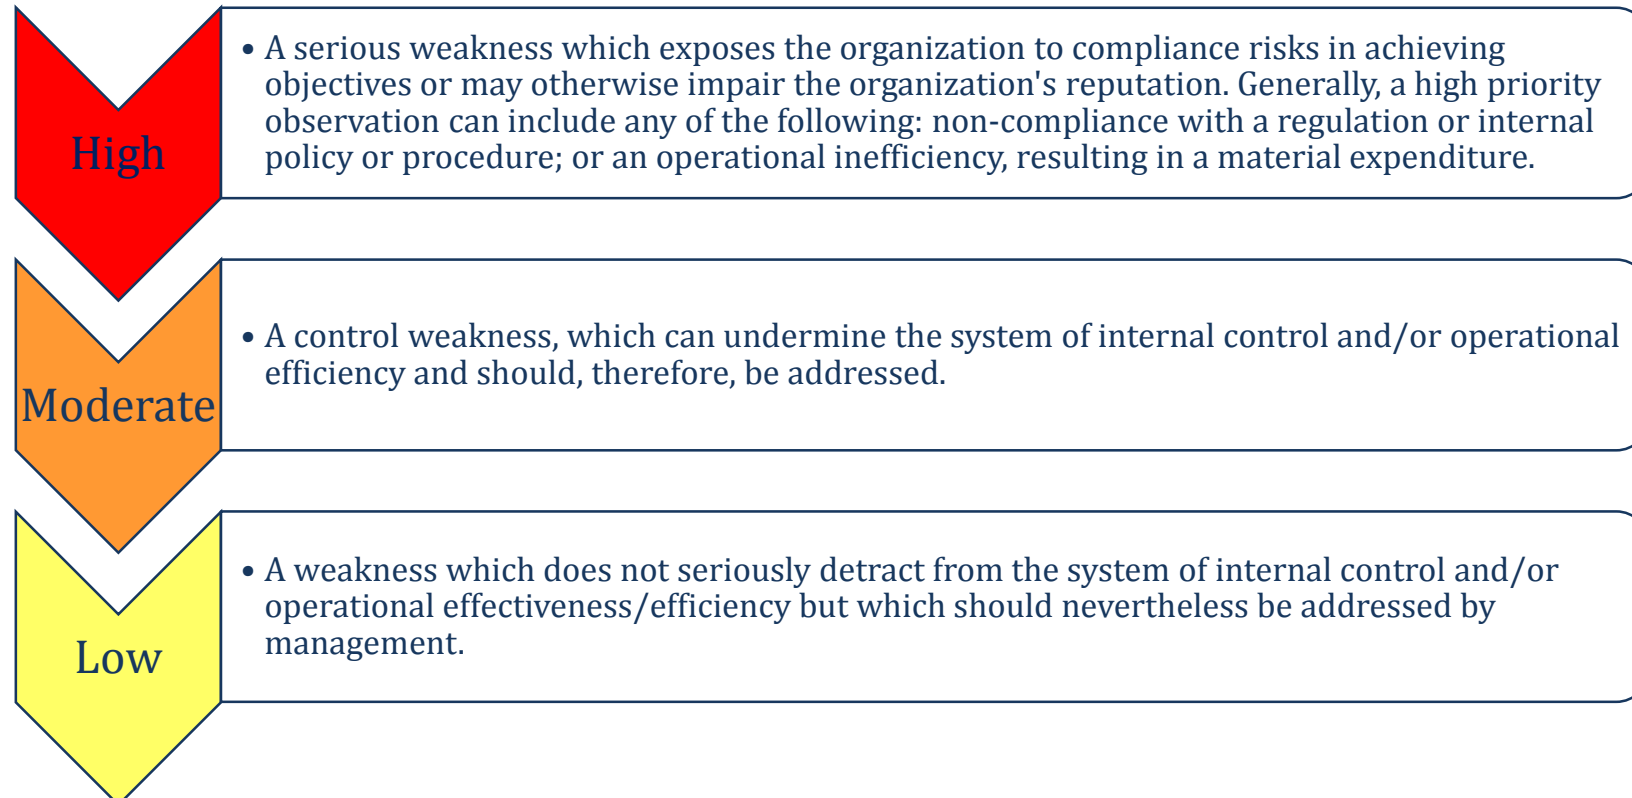 High
• A serious weakness which exposes the organization to compliance risks in achieving
objectives or may otherwise impair the organization's reputation. Generally, a high priority
observation can include any of the following: non-compliance with a regulation or internal
policy or procedure; or an operational inefficiency, resulting in a material expenditure.
Moderate
• A control weakness, which can undermine the system of internal control and/or operational
efficiency and should, therefore, be addressed.
Low
• A weakness which does not seriously detract from the system of internal control and/or
operational effectiveness/efficiency but which should nevertheless be addressed by
management.